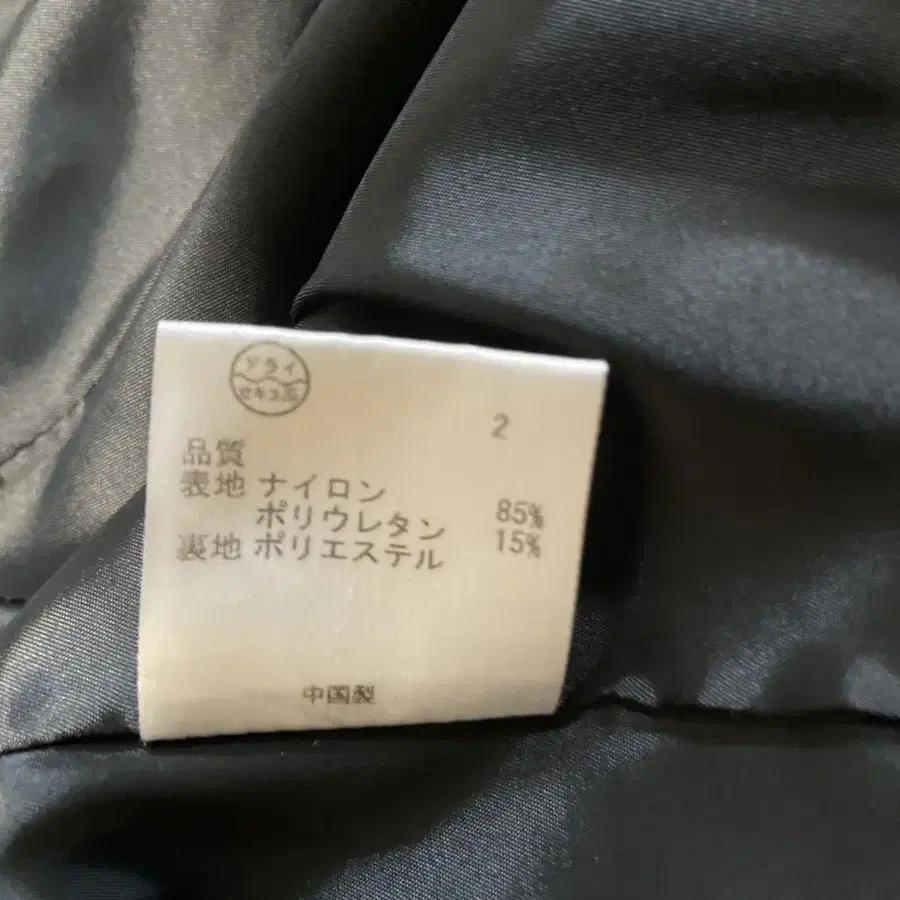 ドライ
セキユ系
2
品質
表地 ナイロン 85%
ポリウレタン 15%
裏地 ポリエステル
中国製